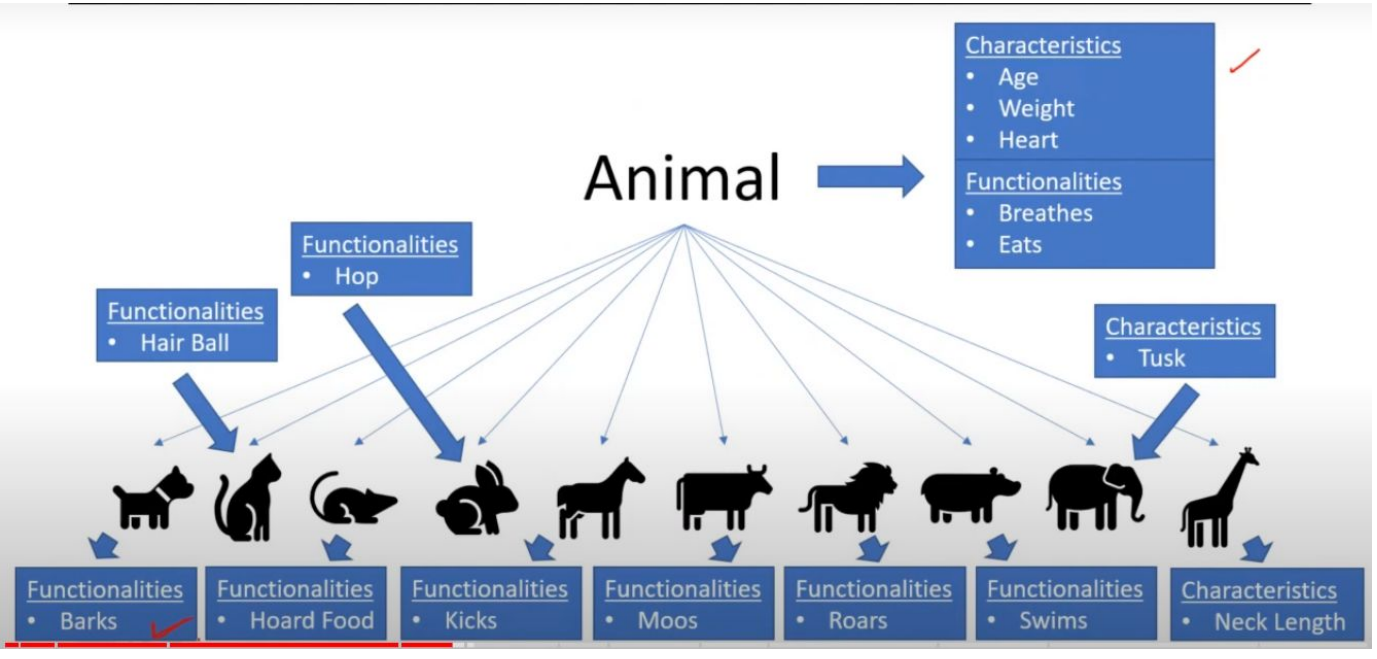 Characteristics
• Age
• Weight
• Heart
Functionalities
• Breathes
• Eats
Animal
Functionalities
• Hop
Functionalities
• Hair Ball
Characteristics
• Tusk
Functionalities
• Barks
Functionalities
• Hoard Food
Functionalities
• Kicks
Functionalities
• Moos
Functionalities
• Roars
Functionalities
• Swims
Characteristics
• Neck Length